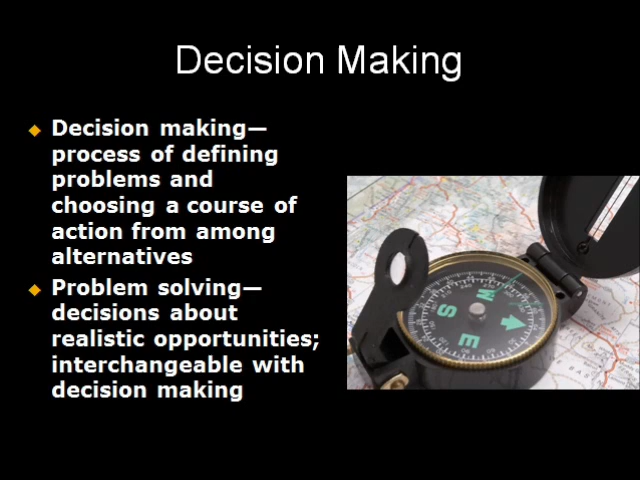 Decision Making
◆ Decision making—
process of defining
problems and
choosing a course of
action from among
alternatives
◆ Problem solving—
decisions about
realistic opportunities;
interchangeable with
decision making
W
S
E